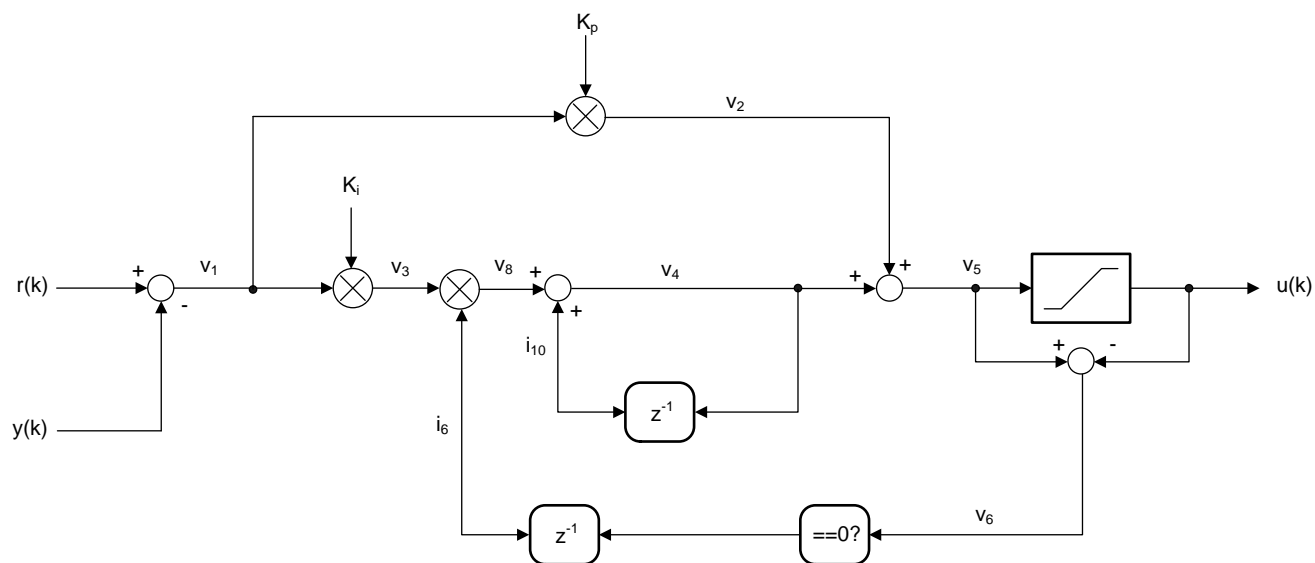 Kp
v2
Ki
r(k)
+
-
v1
v3
v8
+
+
v4
+
+
v5
u(k)
i10
z-1
+
-
y(k)
i6
z-1
==0?
v6